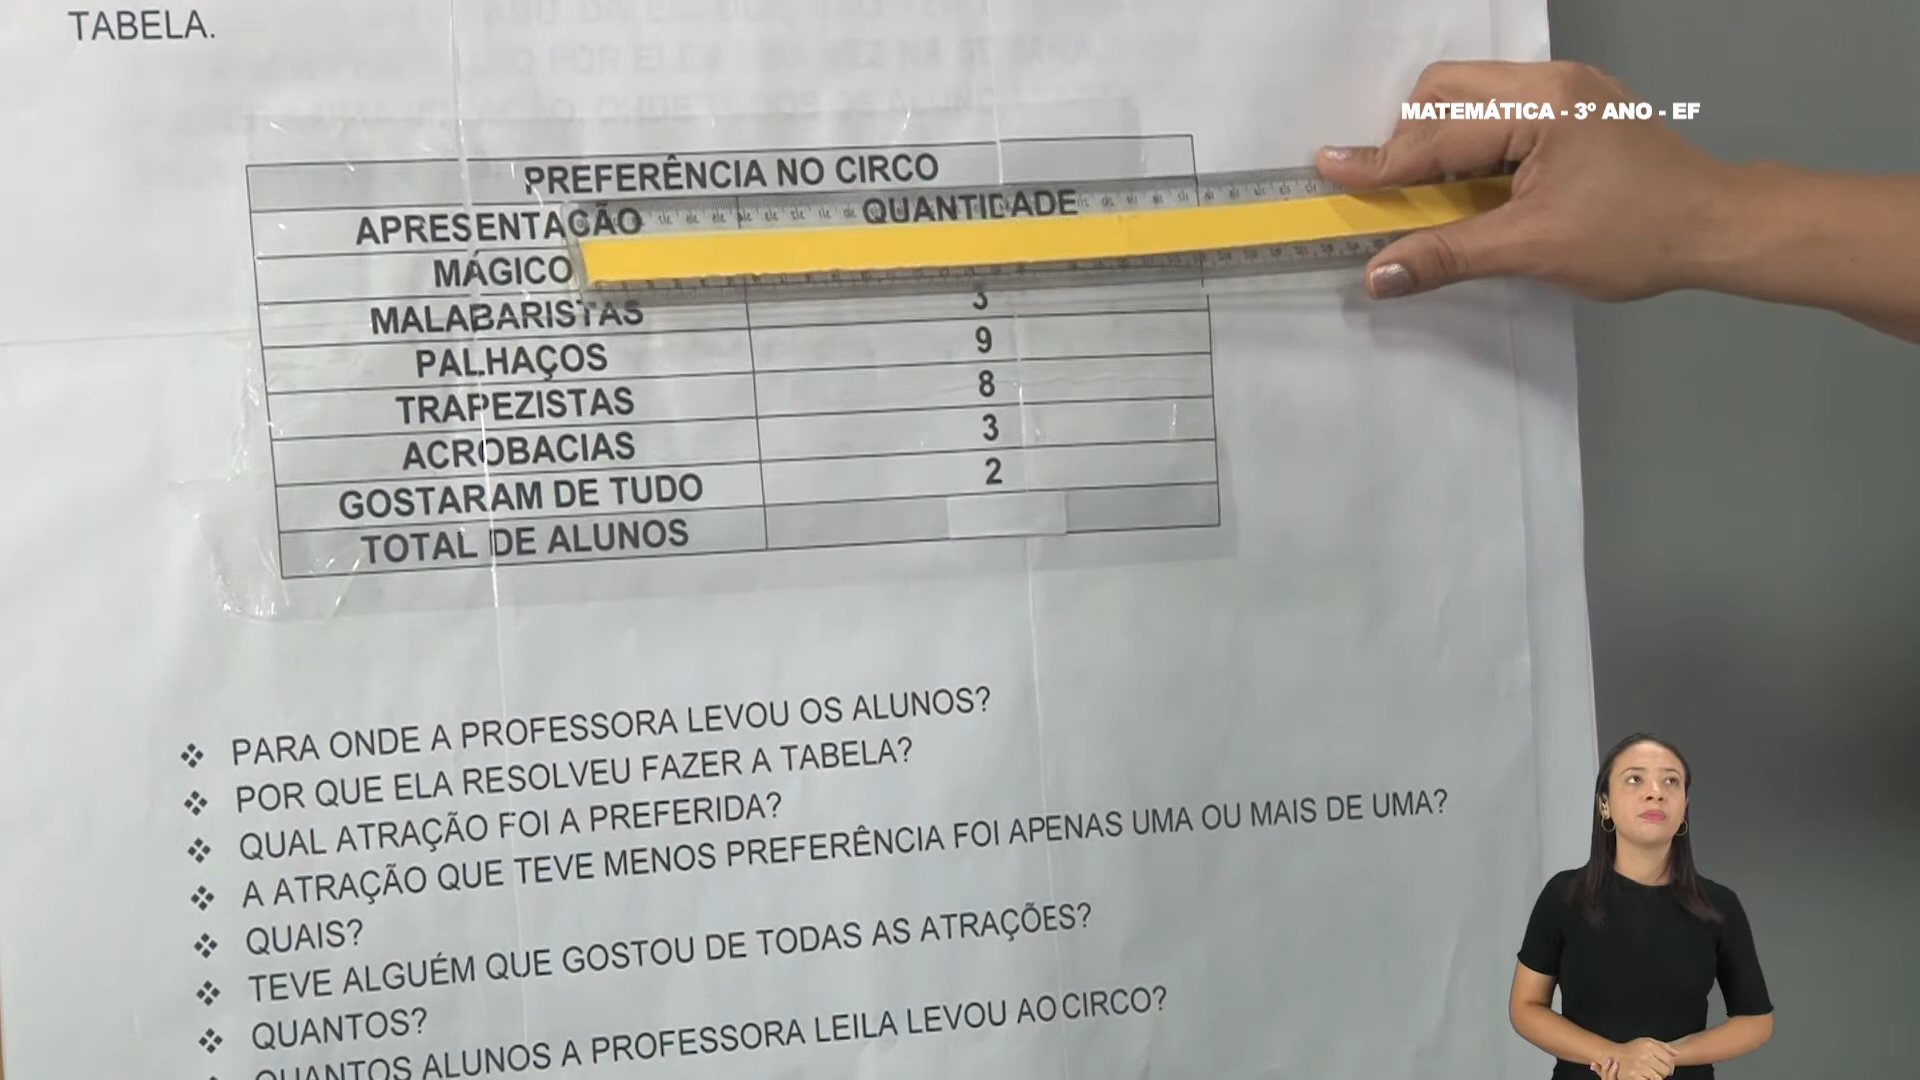 TABELA.
MATEMÁTICA - 3º ANO - EF
PREFERÊNCIA NO CIRCO
APRESENTAÇÃO QUANTIDADE
MÁGICO
MALABARISTAS 3
PALHAÇOS 9
TRAPEZISTAS 8
ACROBACIAS 3
GOSTARAM DE TUDO 2
TOTAL DE ALUNOS
❖ PARA ONDE A PROFESSORA LEVOU OS ALUNOS?
❖ POR QUE ELA RESOLVEU FAZER A TABELA?
❖ QUAL ATRAÇÃO FOI A PREFERIDA?
❖ A ATRAÇÃO QUE TEVE MENOS PREFERÊNCIA FOI APENAS UMA OU MAIS DE UMA?
❖ QUAIS?
❖ TEVE ALGUÉM QUE GOSTOU DE TODAS AS ATRAÇÕES?
❖ QUANTOS?
QUANTOS ALUNOS A PROFESSORA LEILA LEVOU AO CIRCO?